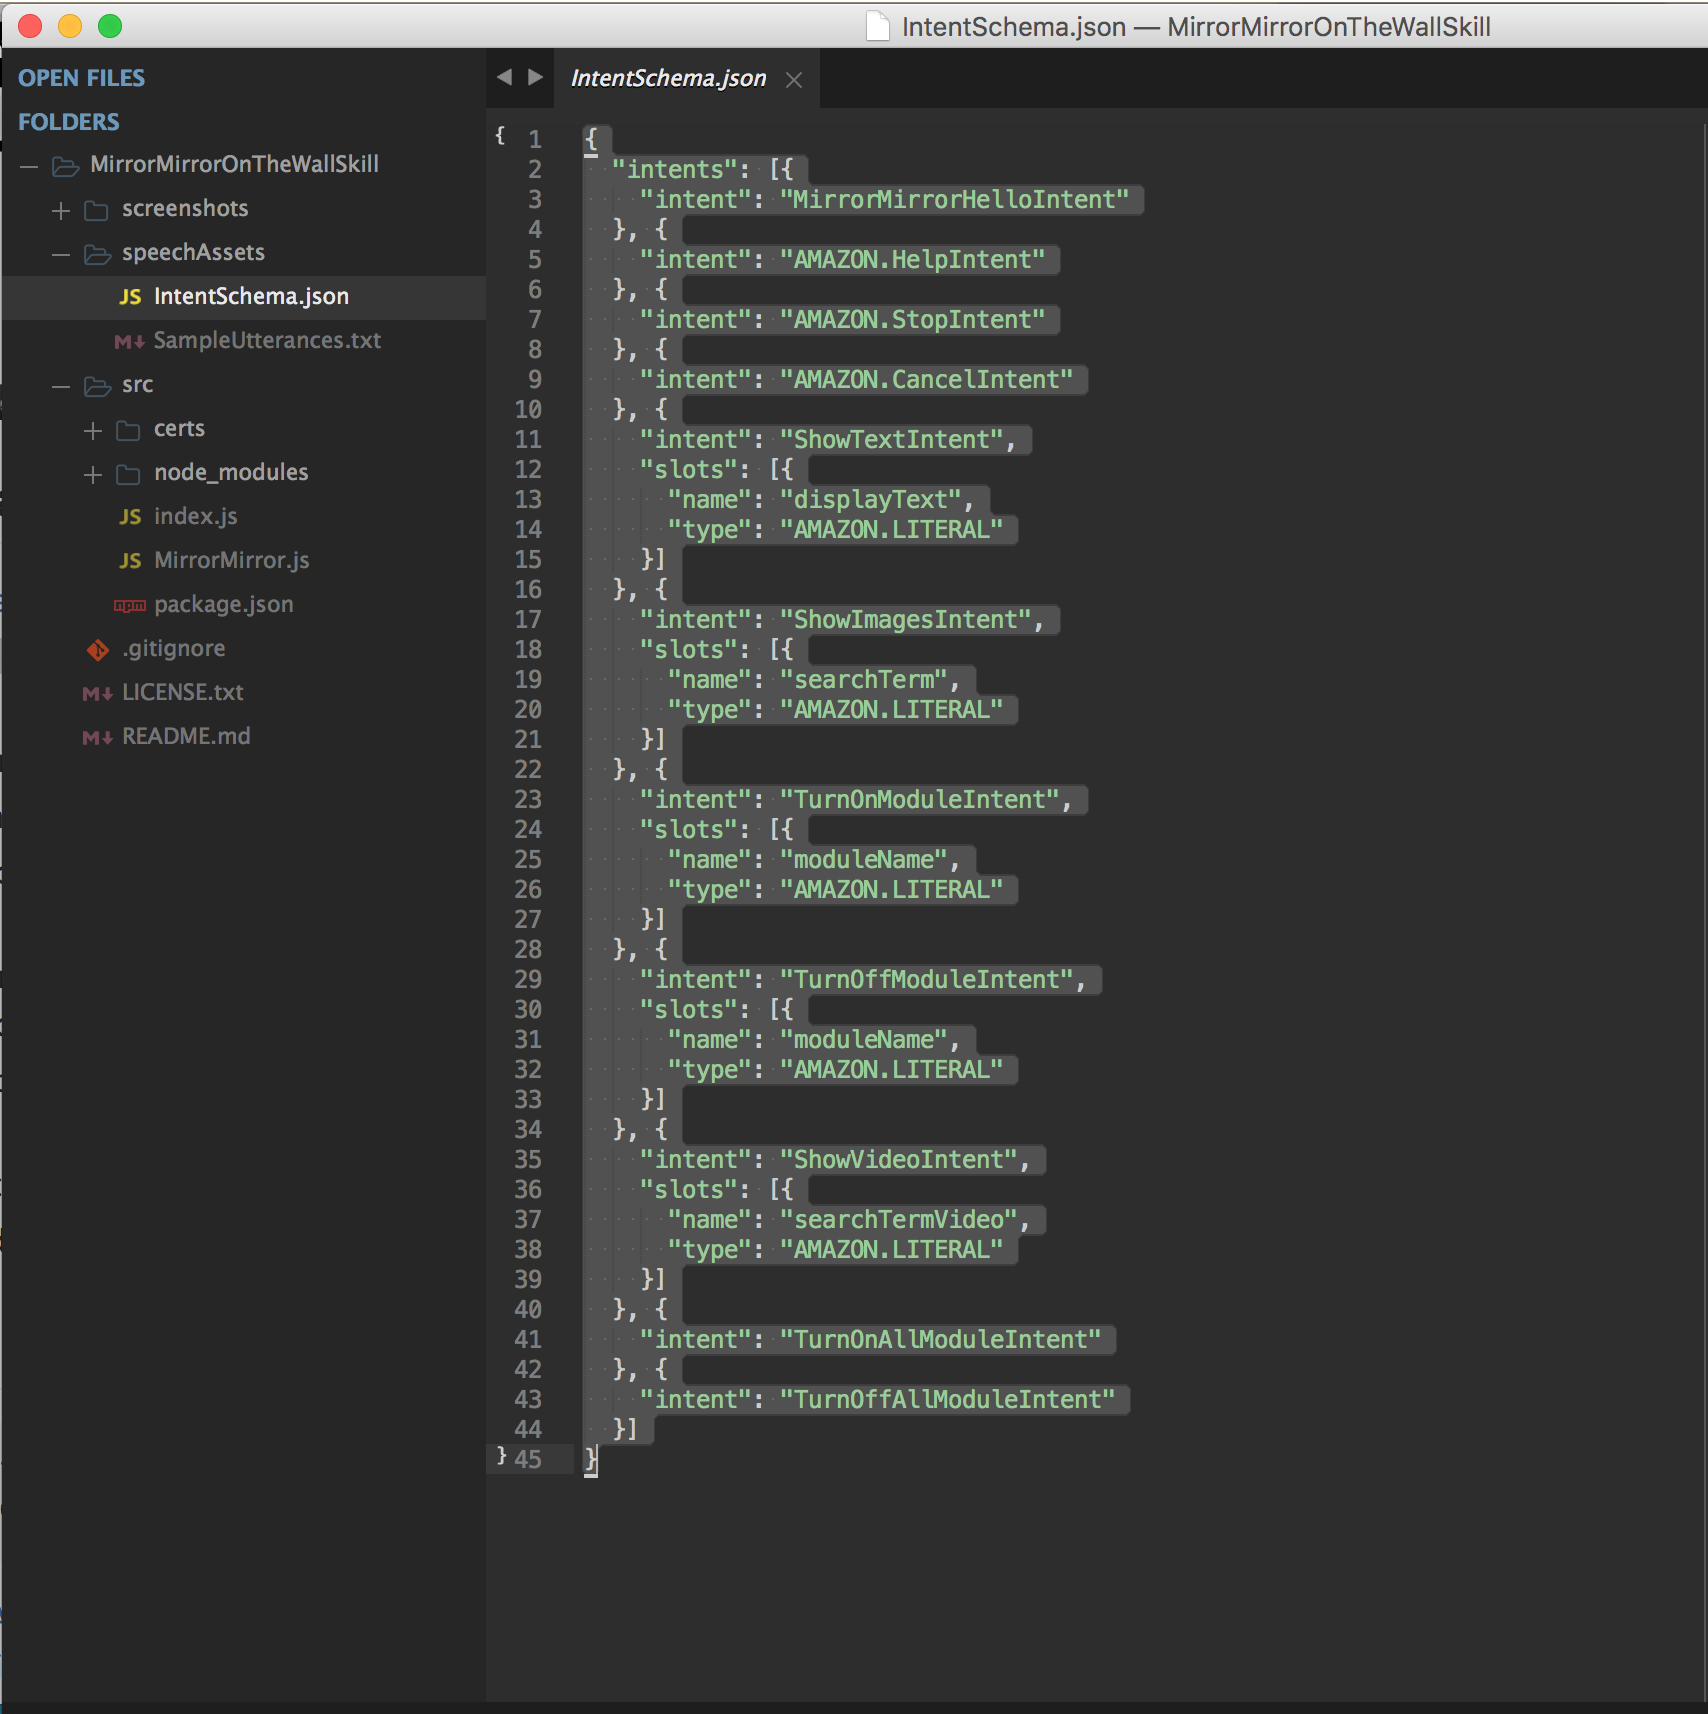 IntentSchema.json — MirrorMirrorOnTheWallSkill
OPEN FILES
FOLDERS
MirrorMirrorOnTheWallSkill
screenshots
speechAssets
JS IntentSchema.json
M↓ SampleUtterances.txt
src
certs
node_modules
JS index.js
JS MirrorMirror.js
npm package.json
.gitignore
M↓ LICENSE.txt
M↓ README.md
IntentSchema.json
{ 1 {
2   "intents": [{
3     "intent": "MirrorMirrorHelloIntent"
4   }, {
5     "intent": "AMAZON.HelpIntent"
6   }, {
7     "intent": "AMAZON.StopIntent"
8   }, {
9     "intent": "AMAZON.CancelIntent"
10   }, {
11     "intent": "ShowTextIntent",
12     "slots": [{
13       "name": "displayText",
14       "type": "AMAZON.LITERAL"
15     }]
16   }, {
17     "intent": "ShowImagesIntent",
18     "slots": [{
19       "name": "searchTerm",
20       "type": "AMAZON.LITERAL"
21     }]
22   }, {
23     "intent": "TurnOnModuleIntent",
24     "slots": [{
25       "name": "moduleName",
26       "type": "AMAZON.LITERAL"
27     }]
28   }, {
29     "intent": "TurnOffModuleIntent",
30     "slots": [{
31       "name": "moduleName",
32       "type": "AMAZON.LITERAL"
33     }]
34   }, {
35     "intent": "ShowVideoIntent",
36     "slots": [{
37       "name": "searchTermVideo",
38       "type": "AMAZON.LITERAL"
39     }]
40   }, {
41     "intent": "TurnOnAllModuleIntent"
42   }, {
43     "intent": "TurnOffAllModuleIntent"
44   }]
} 45 }